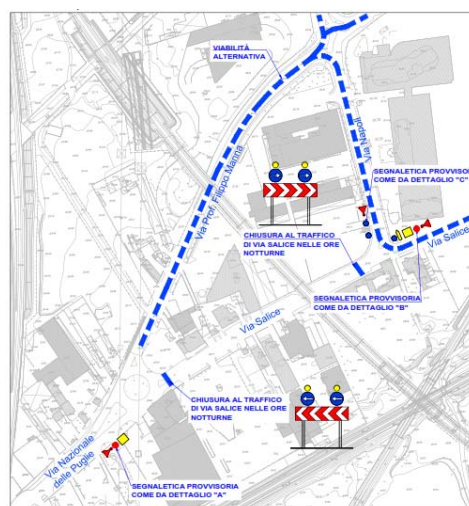 VIABILITÀ
ALTERNATIVA
Via Prof. Filippo Manna
Via Napoli
SEGNALETICA PROVVISORIA
COME DA DETTAGLIO "C"
CHIUSURA AL TRAFFICO
DI VIA SALICE NELLE ORE
NOTTURNE
Via Salice
SEGNALETICA PROVVISORIA
COME DA DETTAGLIO "B"
Via Salice
CHIUSURA AL TRAFFICO
DI VIA SALICE NELLE ORE
NOTTURNE
Via Nazionale
delle Puglie
SEGNALETICA PROVVISORIA
COME DA DETTAGLIO "A"